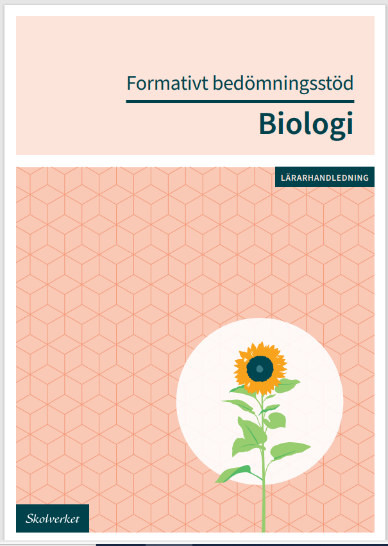 Formativt bedömningsstöd
Biologi
LÄRARHANDLEDNING
Skolverket